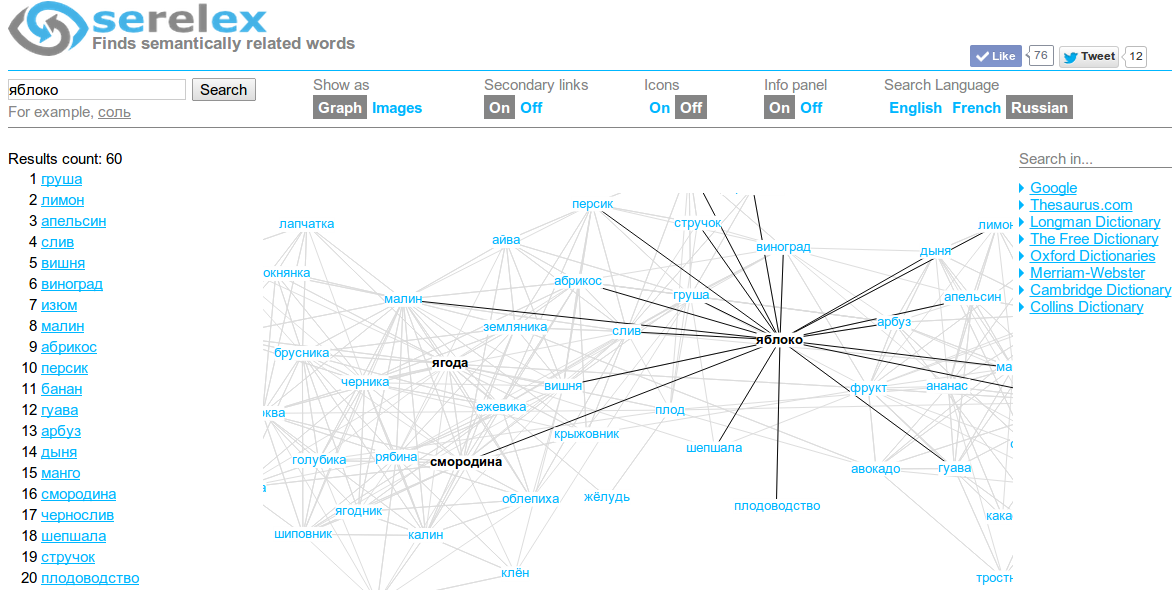 serelex
Finds semantically related words
Like 76 Tweet 12
яблоко Search
For example, соль
Show as
Graph Images
Secondary links
On Off
Icons
On Off
Info panel
On Off
Search Language
English French Russian
Results count: 60
1 груша
2 лимон
3 апельсин
4 слив
5 вишня
6 виноград
7 изюм
8 малин
9 абрикос
10 персик
11 банан
12 гуава
13 арбуз
14 дыня
15 манго
16 смородина
17 чернослив
18 шепшала
19 стручок
20 плодоводство
персик
лапчатка
стручок
лимон
айва
виноград
дыня
окнянка
абрикос
малин
груша
апельсин
земляника
слив
арбуз
яблоко
брусника
ягода
ма
черника
вишня
фрукт
ананас
ежевика
плод
оква
крыжовник
шепшала
голубика
рябина
смородина
авокадо
гуава
а
облепиха
жёлудь
плодоводство
ягодник
кака
шиповник
калин
клён
тростн
Search in...
Google
Thesaurus.com
Longman Dictionary
The Free Dictionary
Oxford Dictionaries
Merriam-Webster
Cambridge Dictionary
Collins Dictionary